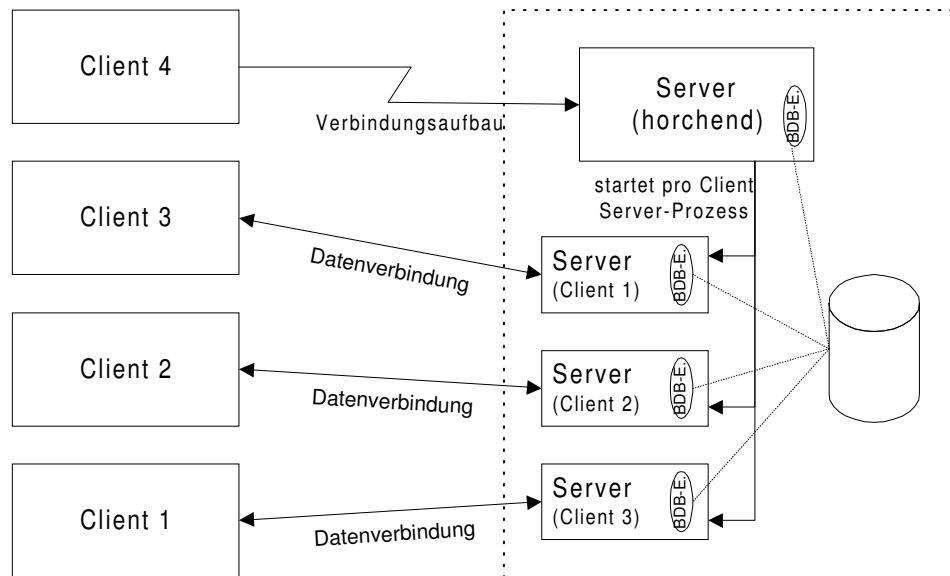 Client 4
Verbindungsaufbau
Server
(horchend)
BDB-E.
startet pro Client
Server-Prozess
Client 3
Datenverbindung
Server
(Client 1)
BDB-E.
Client 2
Datenverbindung
Server
(Client 2)
BDB-E.
Client 1
Datenverbindung
Server
(Client 3)
BDB-E.